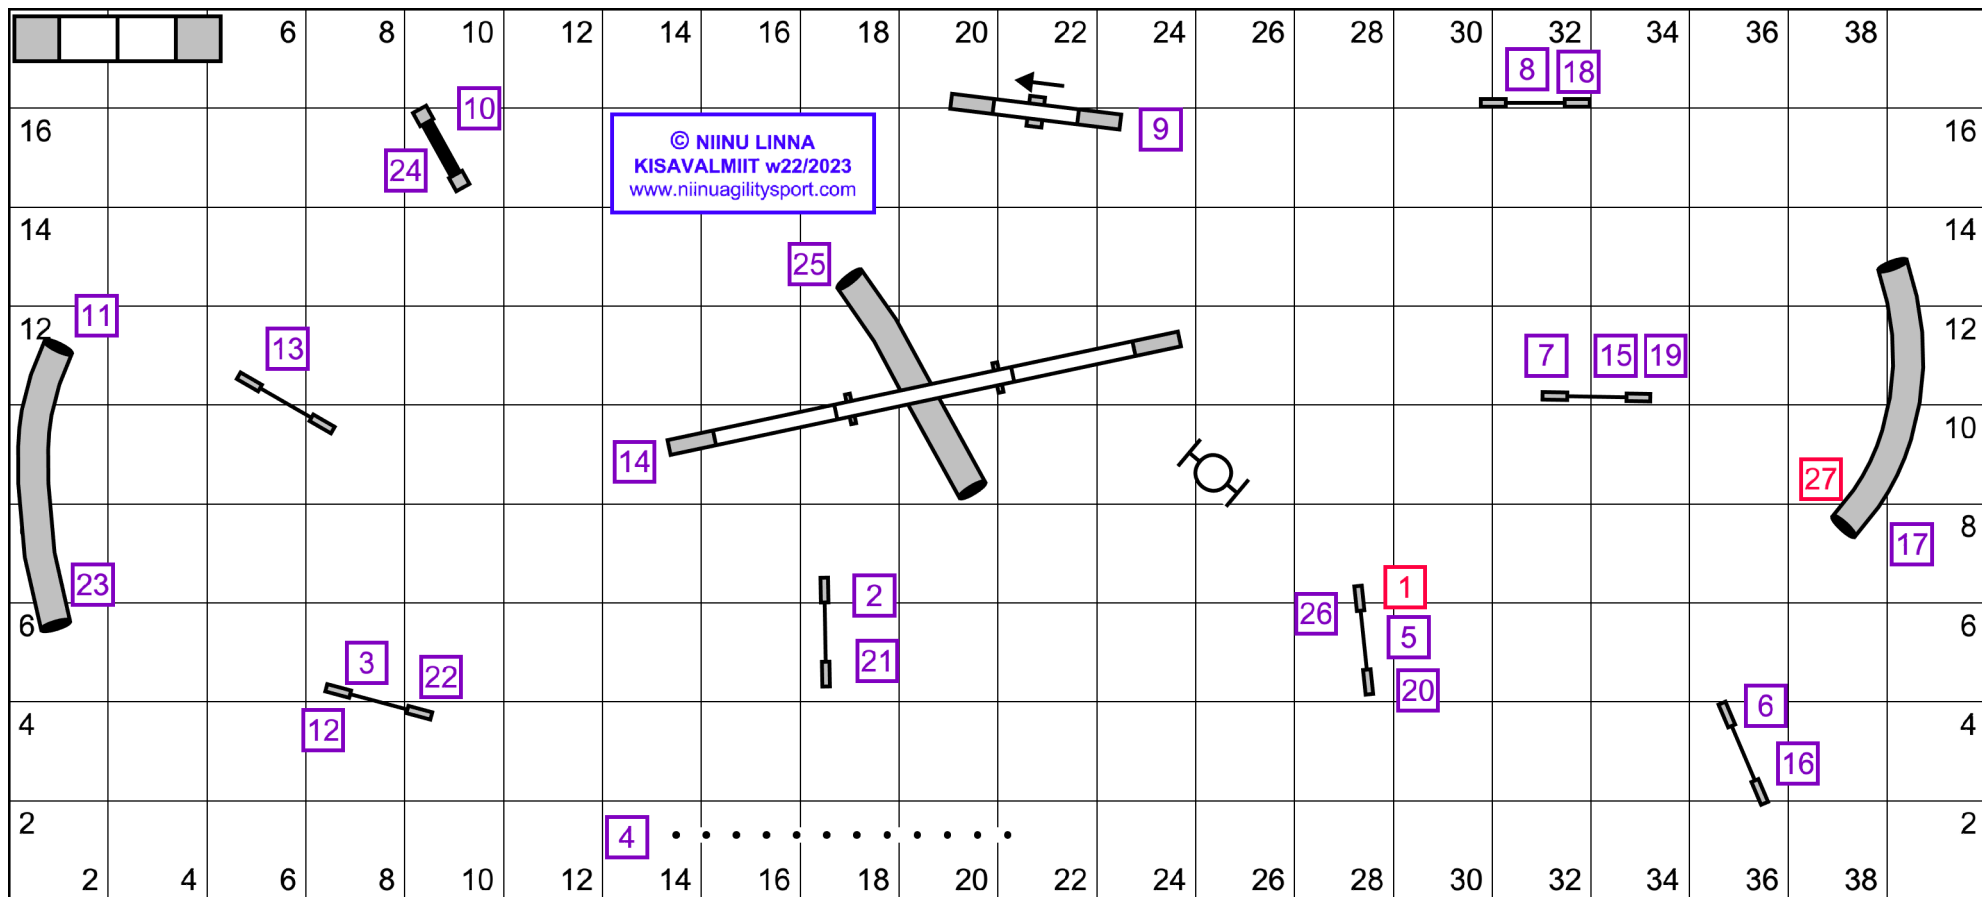 6 8 10 12 14 16 18 20 22 24 26 28 30 32 34 36 38
8 18
10
16 © NIINU LINNA 9 16
KISAVALMIIT w22/2023
24
www.niinuagilitysport.com
14 14
25
11
12 13 12
7 15 19
10
14
27
8
17
23 2 26 1
6 5 6
3 22 21
20
12
4 6 4
16
2 4 2
2 4 6 8 10 12 14 16 18 20 22 24 26 28 30 32 34 36 38